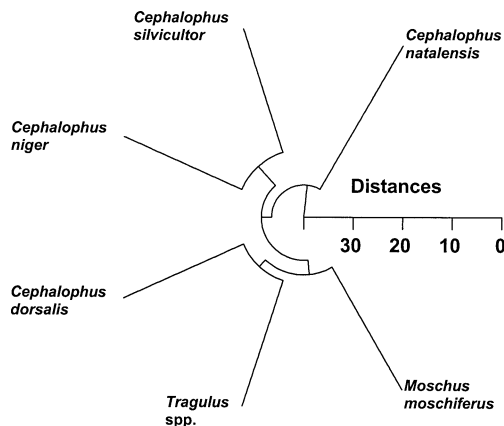 Cephalophus
silvicultor
Cephalophus
natalensis
Cephalophus
niger
Distances
30 20 10 0
Cephalophus
dorsalis
Tragulus
spp.
Moschus
moschiferus